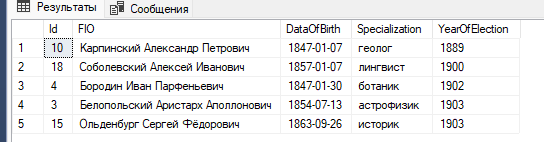 Результаты Сообщения
Id FIO DataOfBirth Specialization YearOfElection
1 10 Карпинский Александр Петрович 1847-01-07 геолог 1889
2 18 Соболевский Алексей Иванович 1857-01-07 лингвист 1900
3 4 Бородин Иван Парфеньевич 1847-01-30 ботаник 1902
4 3 Белопольский Аристарх Аполлонович 1854-07-13 астрофизик 1903
5 15 Ольденбург Сергей Фёдорович 1863-09-26 историк 1903